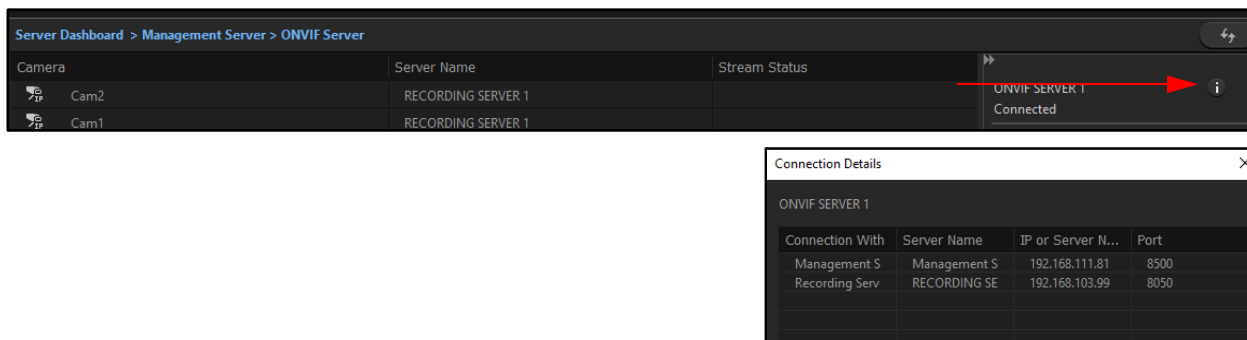 Server Dashboard > Management Server > ONVIF Server
Camera Server Name Stream Status
Cam2 RECORDING SERVER 1
Cam1 RECORDING SERVER 1
ONVIF SERVER 1
Connected
Connection Details
ONVIF SERVER 1
Connection With Server Name IP or Server N... Port
Management S Management S 192.168.111.81 8500
Recording Serv RECORDING SE 192.168.103.99 8050